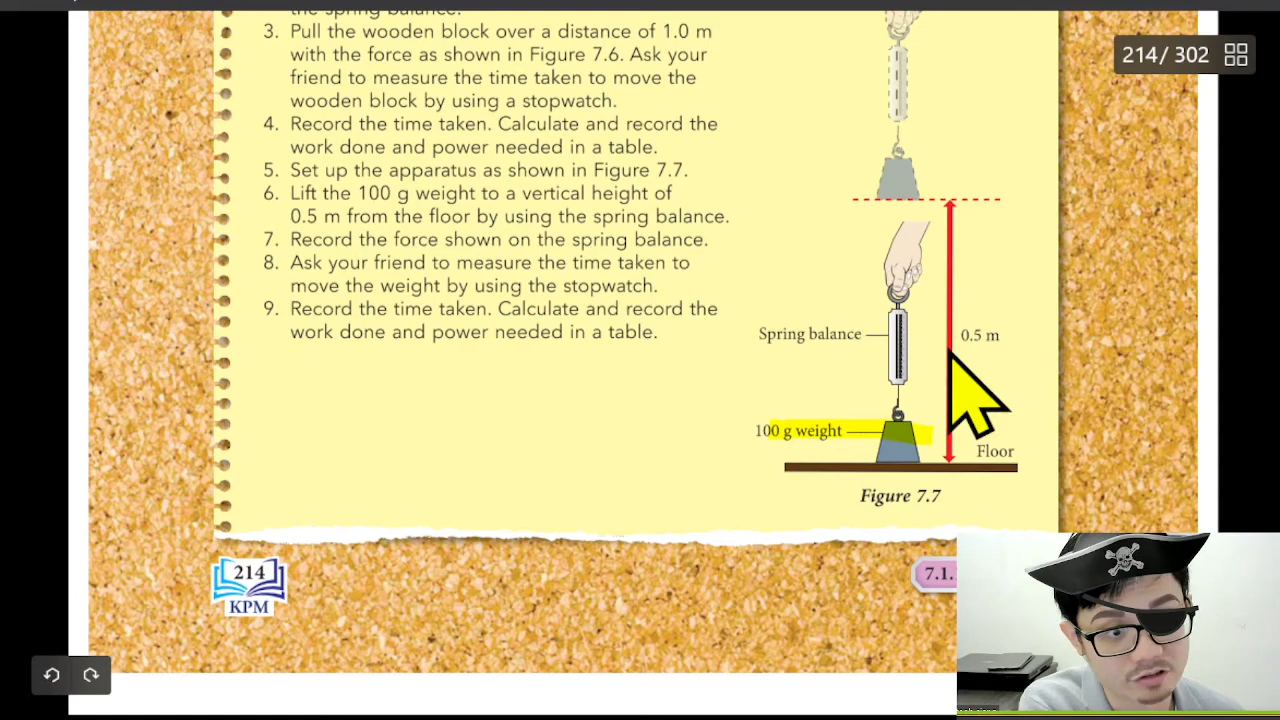 the spring balance.
3. Pull the wooden block over a distance of 1.0 m
with the force as shown in Figure 7.6. Ask your
friend to measure the time taken to move the
wooden block by using a stopwatch.
4. Record the time taken. Calculate and record the
work done and power needed in a table.
5. Set up the apparatus as shown in Figure 7.7.
6. Lift the 100 g weight to a vertical height of
0.5 m from the floor by using the spring balance.
7. Record the force shown on the spring balance.
8. Ask your friend to measure the time taken to
move the weight by using the stopwatch.
9. Record the time taken. Calculate and record the
work done and power needed in a table.
214/ 302
Spring balance
0.5 m
100 g weight
Floor
Figure 7.7
214
KPM
7.1.